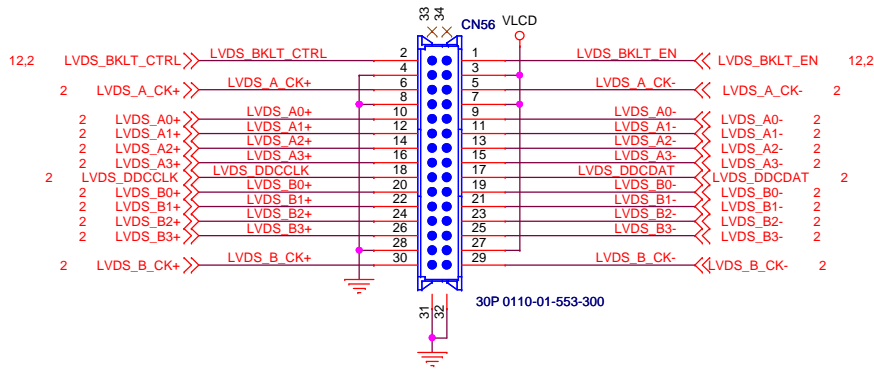 33 34 CN56 VLCD
12,2 LVDS_BKLT_CTRL LVDS_BKLT_CTRL 2 1 LVDS_BKLT_EN LVDS_BKLT_EN 12,2
4 3
2 LVDS_A_CK+ LVDS_A_CK+ 6 5 LVDS_A_CK- LVDS_A_CK- 2
8 7
2 LVDS_A0+ LVDS_A0+ 10 9 LVDS_A0- LVDS_A0- 2
2 LVDS_A1+ LVDS_A1+ 12 11 LVDS_A1- LVDS_A1- 2
2 LVDS_A2+ LVDS_A2+ 14 13 LVDS_A2- LVDS_A2- 2
2 LVDS_A3+ LVDS_A3+ 16 15 LVDS_A3- LVDS_A3- 2
2 LVDS_DDCCLK LVDS_DDCCLK 18 17 LVDS_DDCDAT LVDS_DDCDAT 2
2 LVDS_B0+ LVDS_B0+ 20 19 LVDS_B0- LVDS_B0- 2
2 LVDS_B1+ LVDS_B1+ 22 21 LVDS_B1- LVDS_B1- 2
2 LVDS_B2+ LVDS_B2+ 24 23 LVDS_B2- LVDS_B2- 2
2 LVDS_B3+ LVDS_B3+ 26 25 LVDS_B3- LVDS_B3- 2
28 27
2 LVDS_B_CK+ LVDS_B_CK+ 30 29 LVDS_B_CK- LVDS_B_CK- 2
31 32 30P 0110-01-553-300